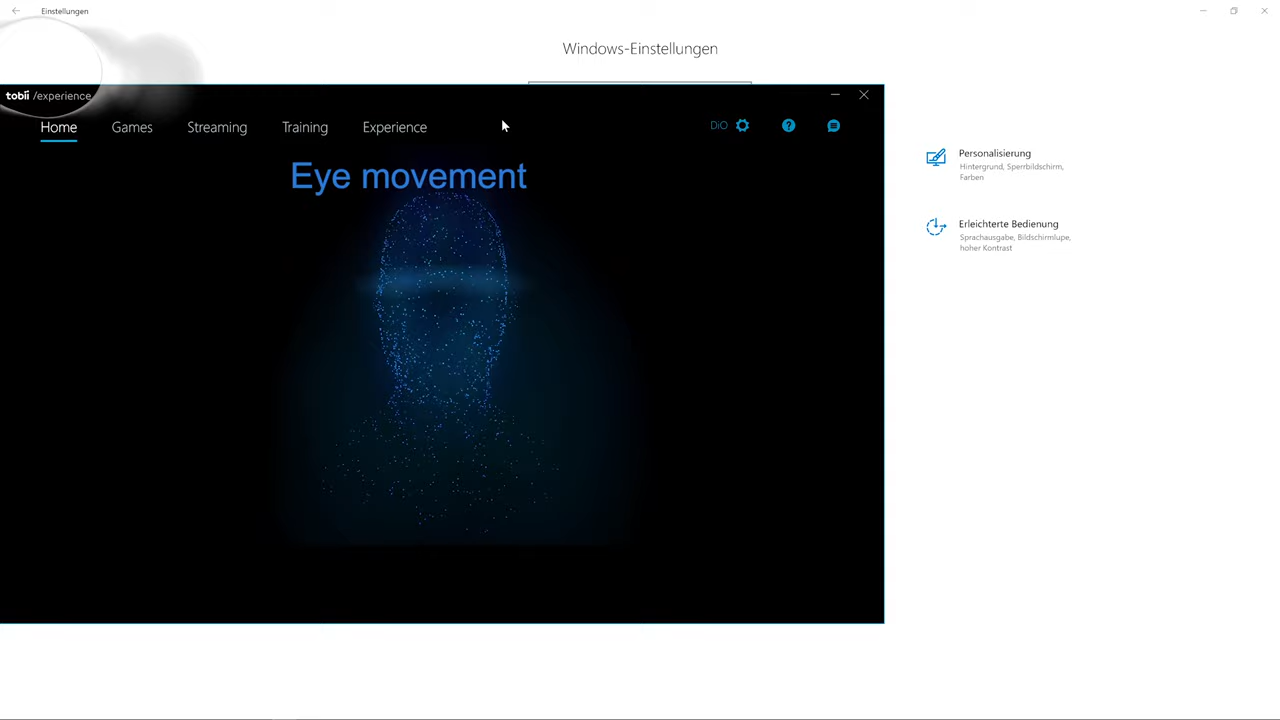 Einstellungen
Windows-Einstellungen
tobii /experience
Home Games Streaming Training Experience DiO
Eye movement
Personalisierung
Hintergrund, Sperrbildschirm,
Farben
Erleichterte Bedienung
Sprachausgabe, Bildschirmlupe,
hoher Kontrast